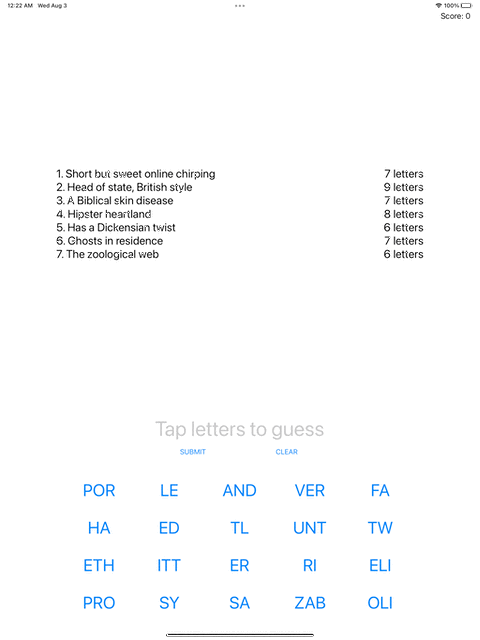 12:22 AM Wed Aug 3 100%
Score: 0
1. Short but sweet online chirping 7 letters
2. Head of state, British style 9 letters
3. A Biblical skin disease 7 letters
4. Hipster heartland 8 letters
5. Has a Dickensian twist 6 letters
6. Ghosts in residence 7 letters
7. The zoological web 6 letters
Tap letters to guess
SUBMIT CLEAR
POR LE AND VER FA
HA ED TL UNT TW
ETH ITT ER RI ELI
PRO SY SA ZAB OLI